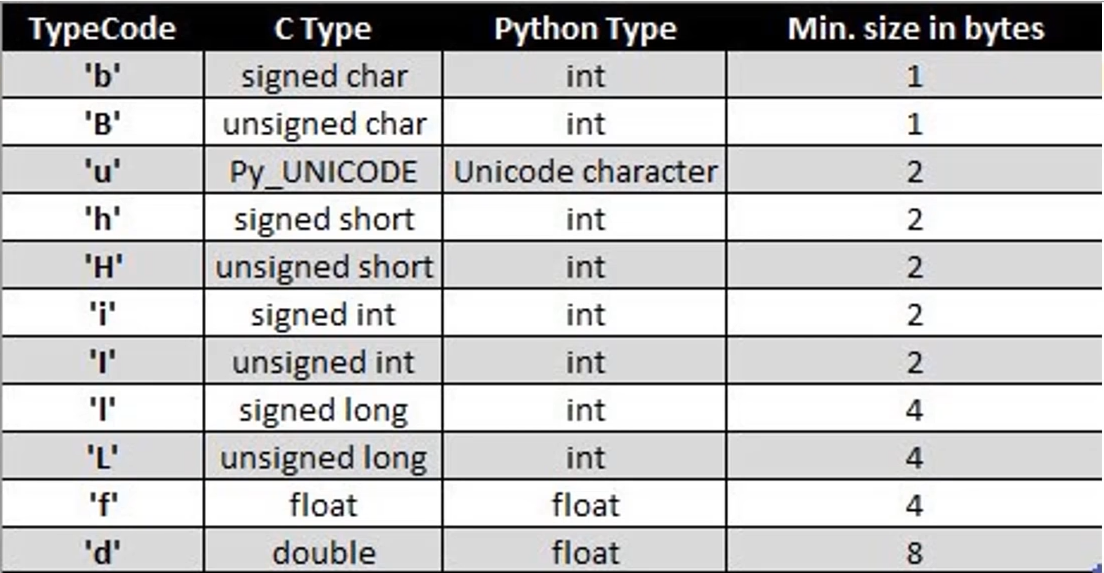 TypeCode C Type Python Type Min. size in bytes
'b' signed char int 1
'B' unsigned char int 1
'u' Py_UNICODE Unicode character 2
'h' signed short int 2
'H' unsigned short int 2
'i' signed int int 2
'I' unsigned int int 2
'l' signed long int 4
'L' unsigned long int 4
'f' float float 4
'd' double float 8